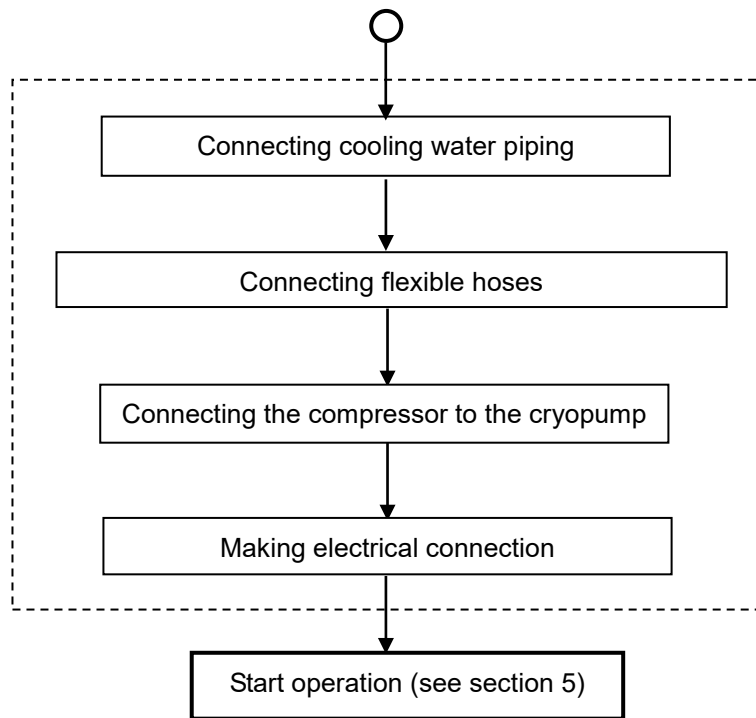 Connecting cooling water piping
Connecting flexible hoses
Connecting the compressor to the cryopump
Making electrical connection
Start operation (see section 5)